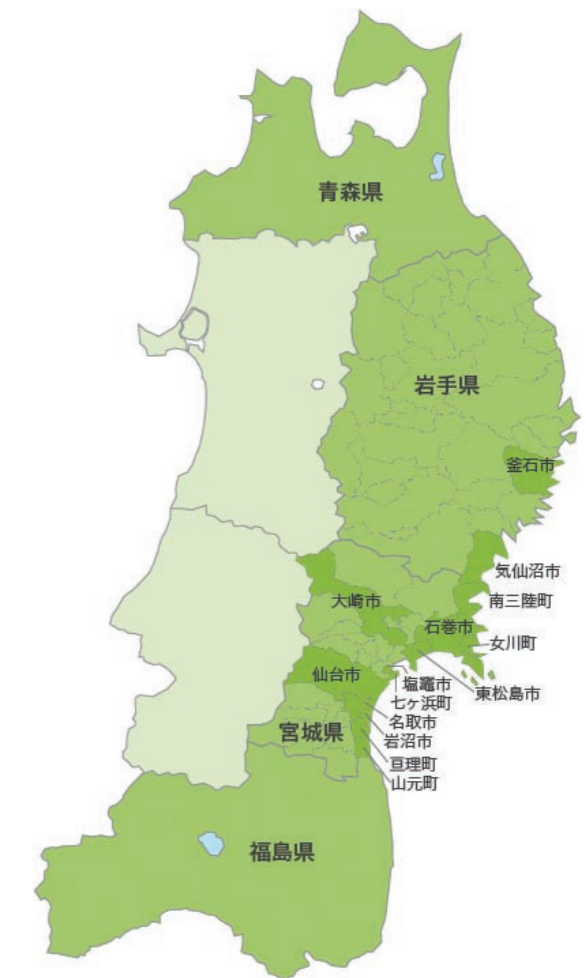 青森県
岩手県
釜石市
気仙沼市
大崎市
南三陸町
石巻市
女川町
仙台市
塩竈市
東松島市
七ヶ浜町
名取市
宮城県
岩沼市
亘理町
山元町
福島県